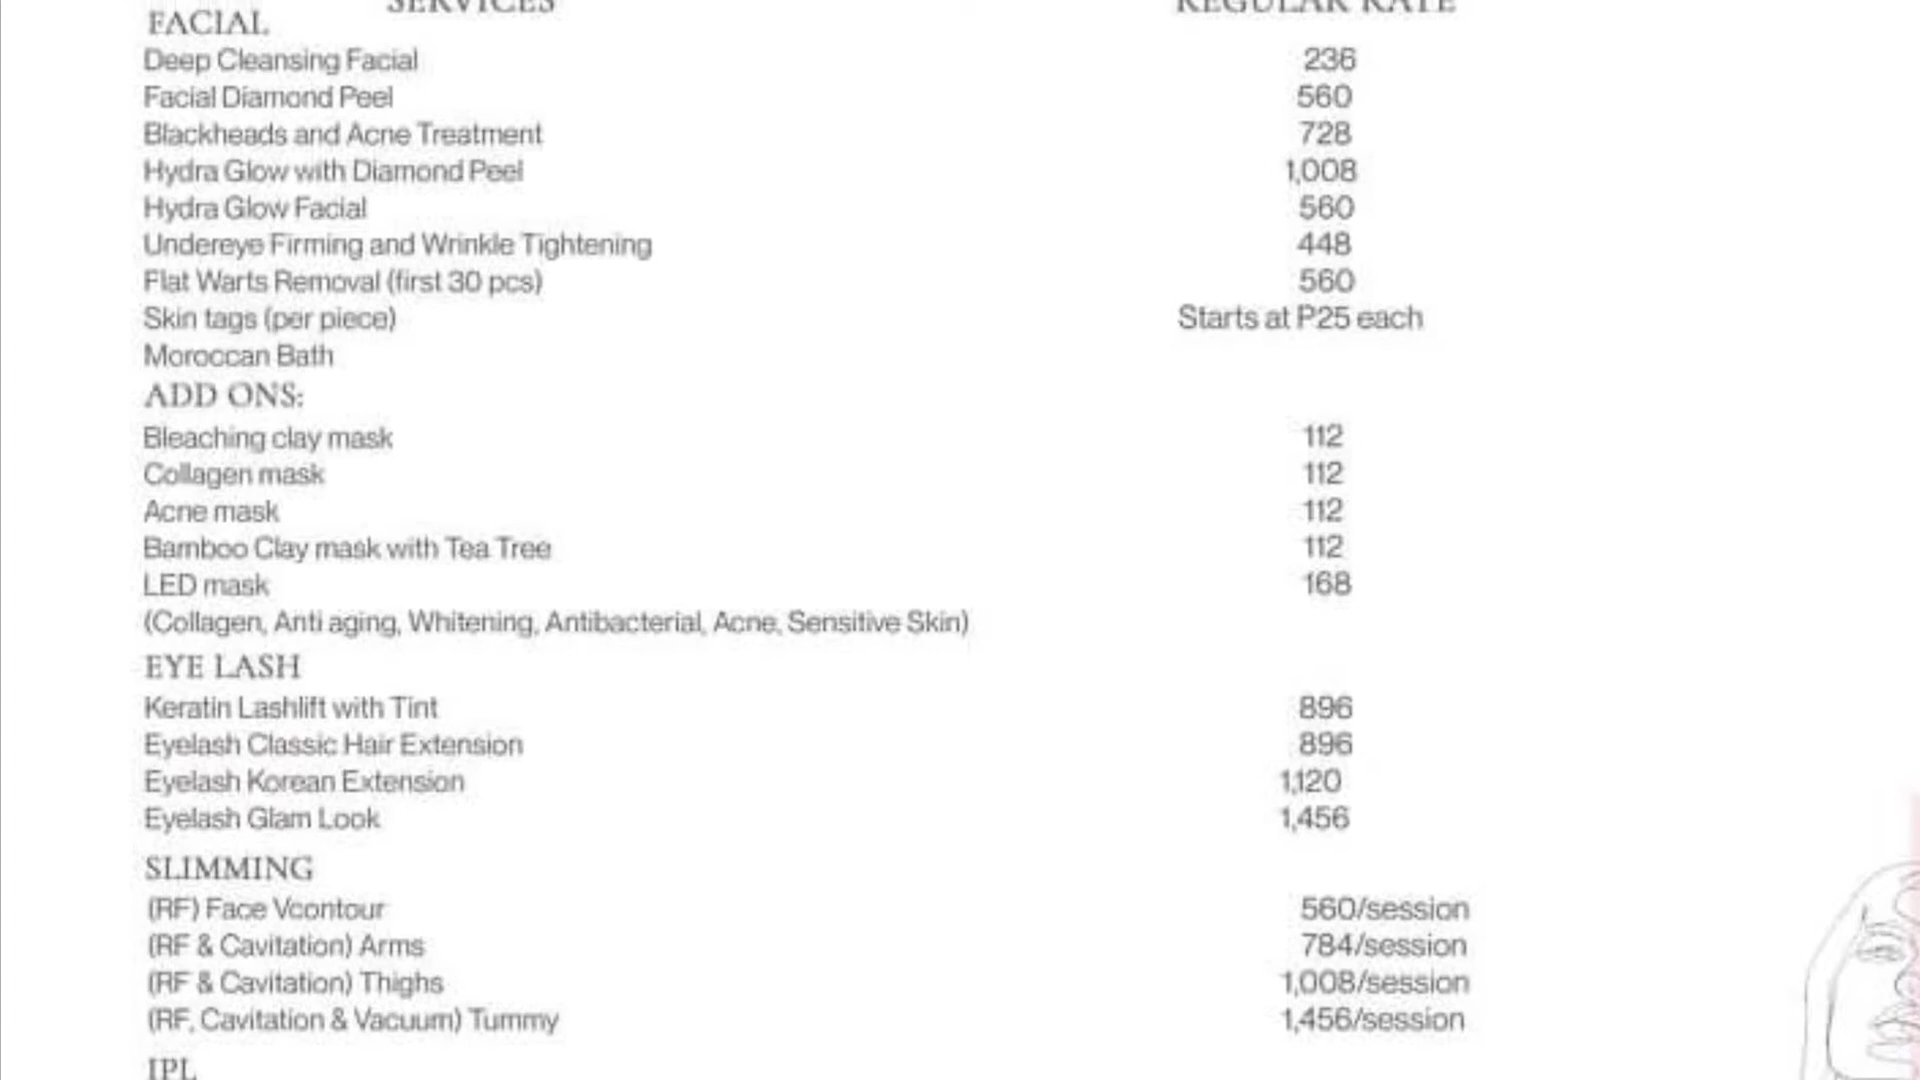 SERVICES REGULAR RATE
FACIAL
Deep Cleansing Facial 236
Facial Diamond Peel 560
Blackheads and Acne Treatment 728
Hydra Glow with Diamond Peel 1,008
Hydra Glow Facial 560
Undereye Firming and Wrinkle Tightening 448
Flat Warts Removal (first 30 pcs) 560
Skin tags (per piece) Starts at P25 each
Moroccan Bath
ADD ONS:
Bleaching clay mask 112
Collagen mask 112
Acne mask 112
Bamboo Clay mask with Tea Tree 112
LED mask 168
(Collagen, Anti aging, Whitening, Antibacterial, Acne, Sensitive Skin)
EYE LASH
Keratin Lashlift with Tint 896
Eyelash Classic Hair Extension 896
Eyelash Korean Extension 1,120
Eyelash Glam Look 1,456
SLIMMING
(RF) Face Vcontour 560/session
(RF & Cavitation) Arms 784/session
(RF & Cavitation) Thighs 1,008/session
(RF, Cavitation & Vacuum) Tummy 1,456/session
IPL